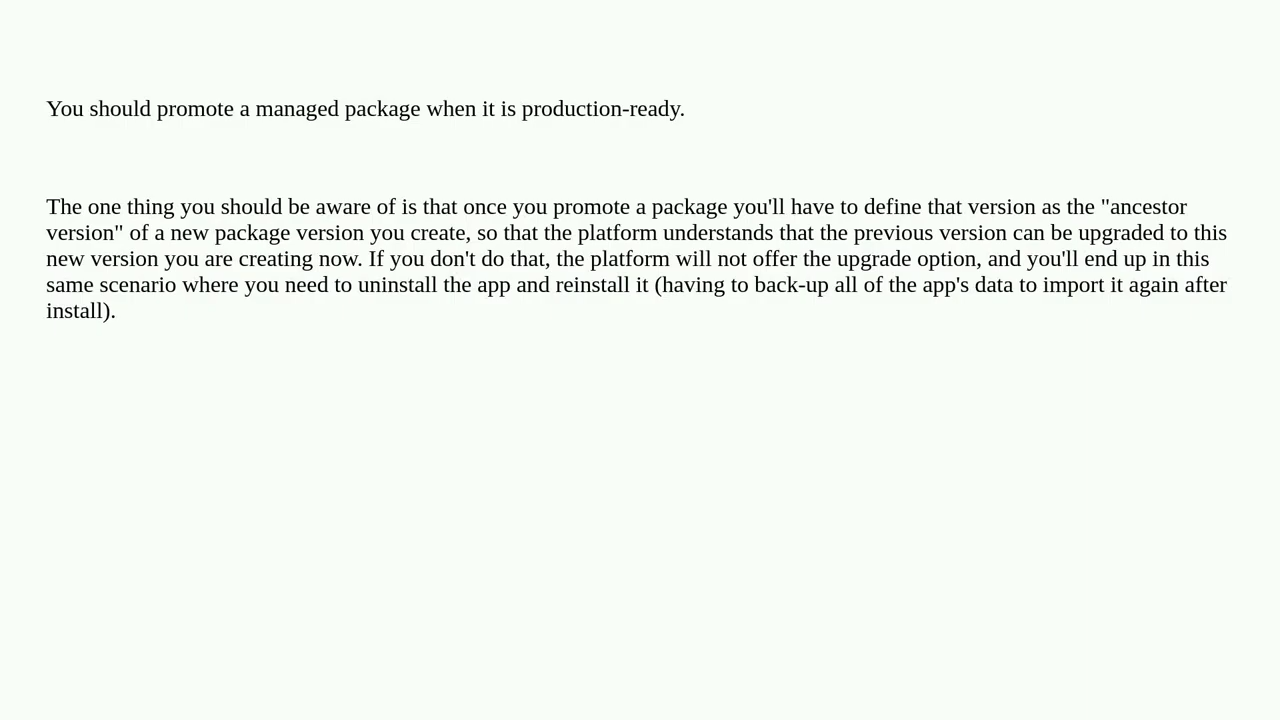 You should promote a managed package when it is production-ready.
The one thing you should be aware of is that once you promote a package you'll have to define that version as the "ancestor
version" of a new package version you create, so that the platform understands that the previous version can be upgraded to this
new version you are creating now. If you don't do that, the platform will not offer the upgrade option, and you'll end up in this
same scenario where you need to uninstall the app and reinstall it (having to back-up all of the app's data to import it again after
install).